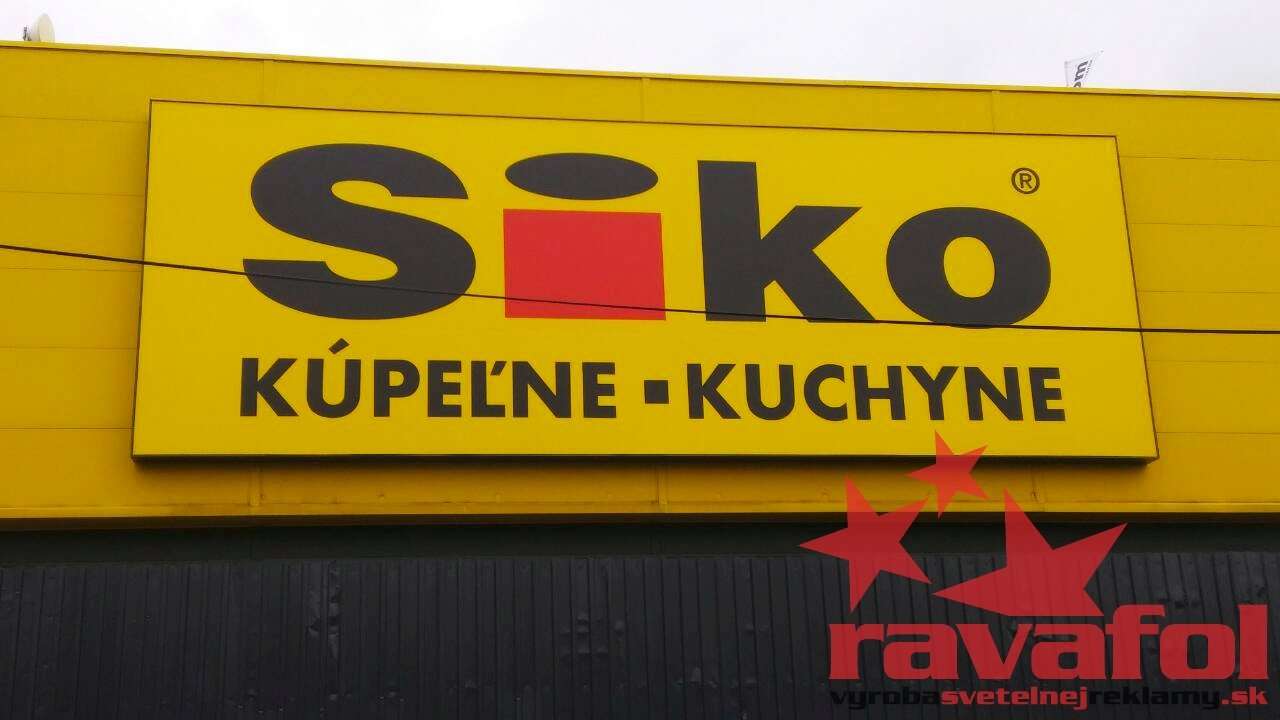 siko®
KÚPEĽNE ▪ KUCHYNE
ravafol
vyrobasvetelnejreklamy.sk